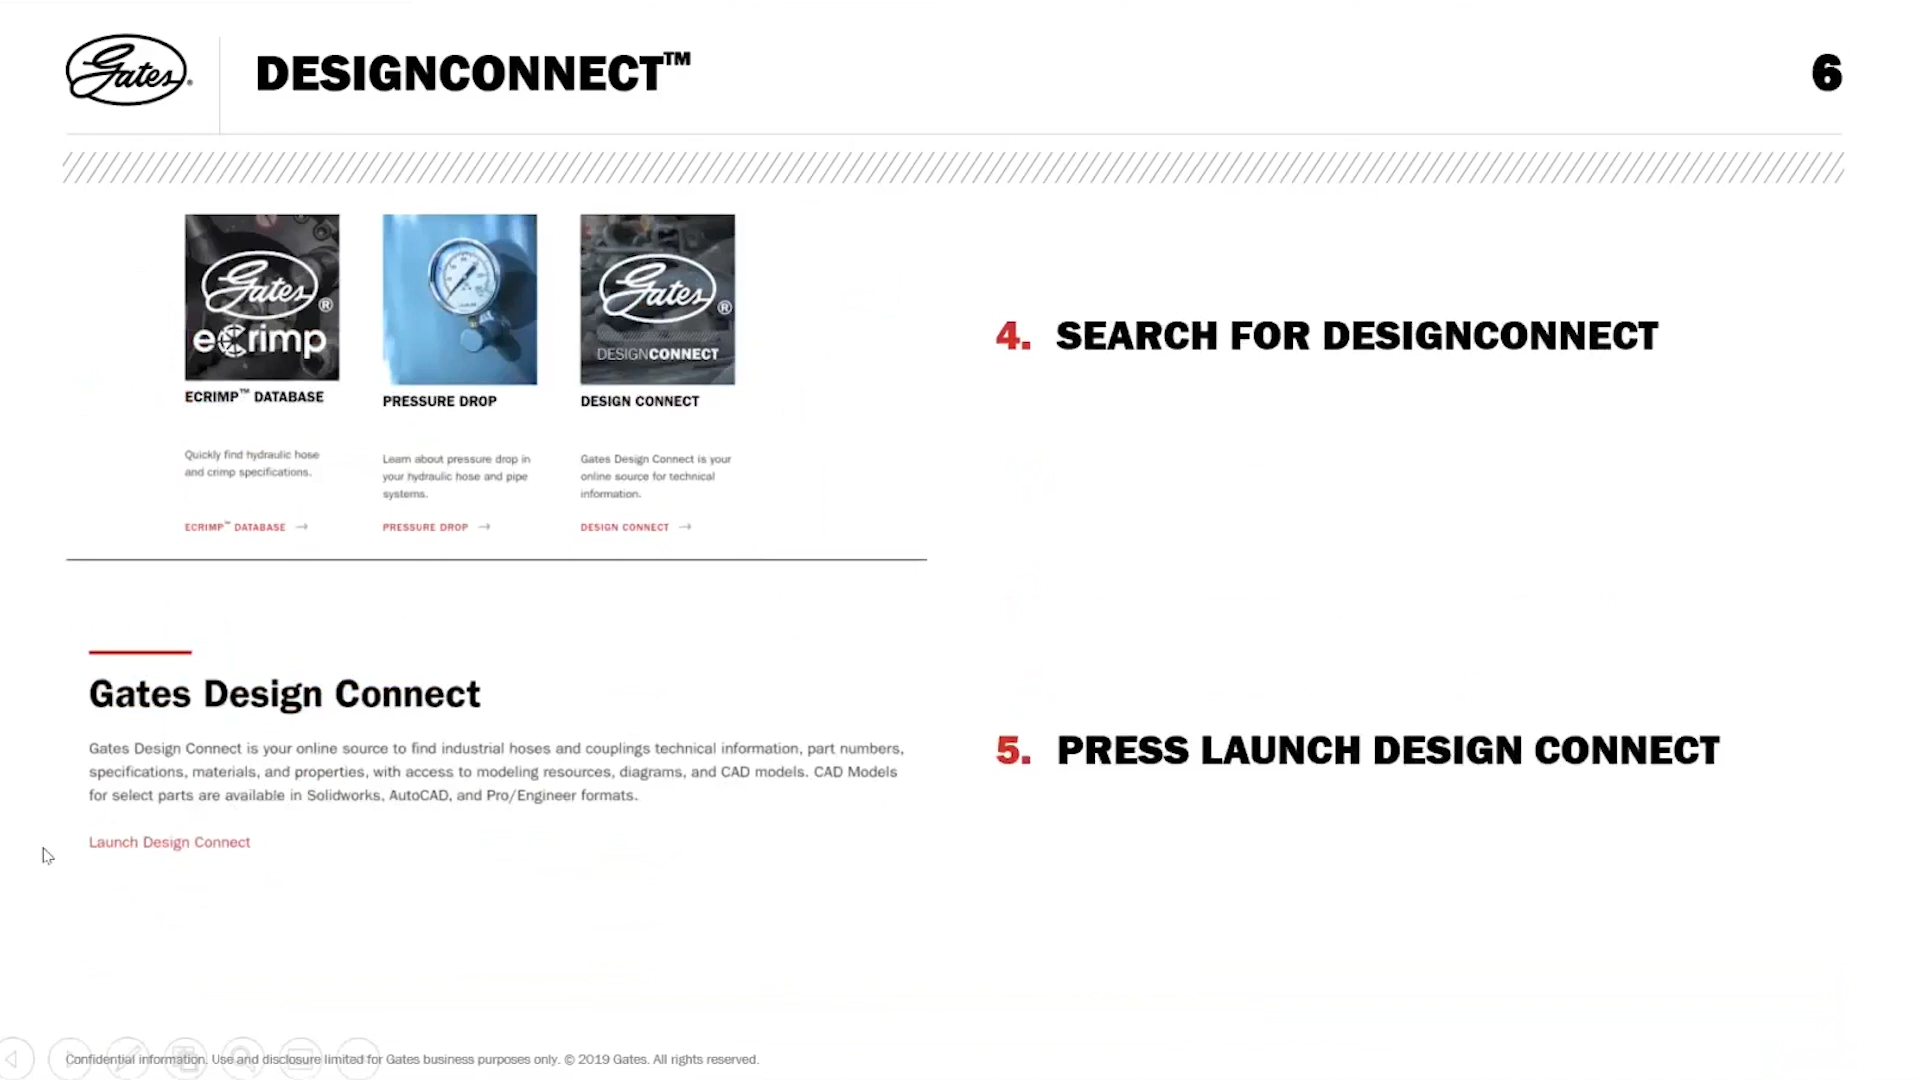 Gates®
DESIGNCONNECT™
6
Gates®
eCrimp
Gates®
DESIGNCONNECT
ECRIMP™ DATABASE
PRESSURE DROP
DESIGN CONNECT
Quickly find hydraulic hose
and crimp specifications.
Learn about pressure drop in
your hydraulic hose and pipe
systems.
Gates Design Connect is your
online source for technical
information.
ECRIMP™ DATABASE →
PRESSURE DROP →
DESIGN CONNECT →
4. SEARCH FOR DESIGNCONNECT
Gates Design Connect
Gates Design Connect is your online source to find industrial hoses and couplings technical information, part numbers,
specifications, materials, and properties, with access to modeling resources, diagrams, and CAD models. CAD Models
for select parts are available in Solidworks, AutoCAD, and Pro/Engineer formats.
Launch Design Connect
5. PRESS LAUNCH DESIGN CONNECT
Confidential information. Use and disclosure limited for Gates business purposes only. © 2019 Gates. All rights reserved.